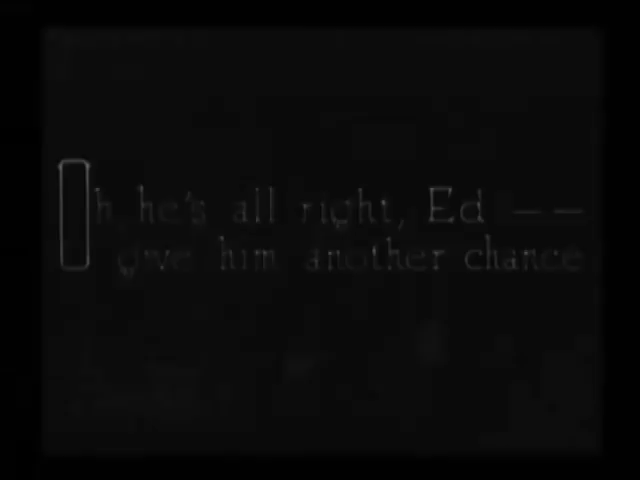 Oh, he's all right, Ed — —
give him another chance